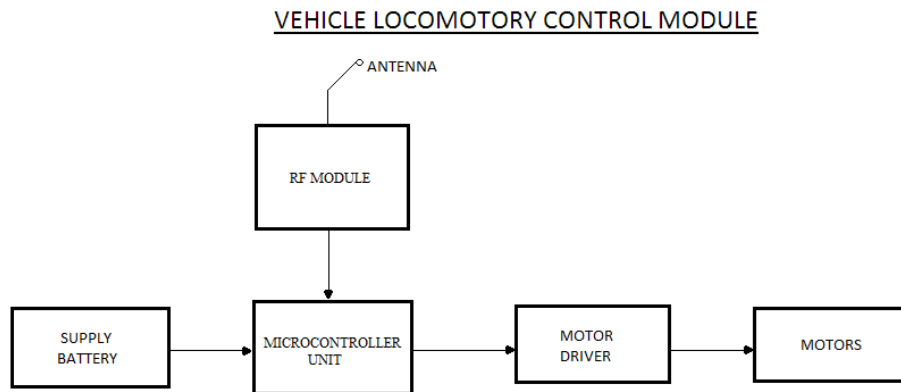 VEHICLE LOCOMOTORY CONTROL MODULE
ANTENNA
RF MODULE
SUPPLY
BATTERY
MICROCONTROLLER
UNIT
MOTOR
DRIVER
MOTORS